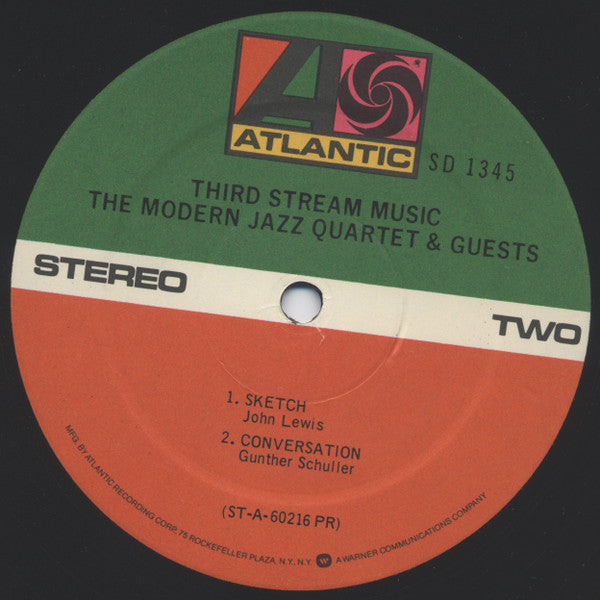 ATLANTIC
SD 1345
THIRD STREAM MUSIC
THE MODERN JAZZ QUARTET & GUESTS
STEREO
TWO
1. SKETCH
John Lewis
2. CONVERSATION
Gunther Schuller
(ST-A-60216 PR)
MFG. BY ATLANTIC RECORDING CORP. 75 ROCKEFELLER PLAZA, N.Y., N.Y. A WARNER COMMUNICATIONS COMPANY